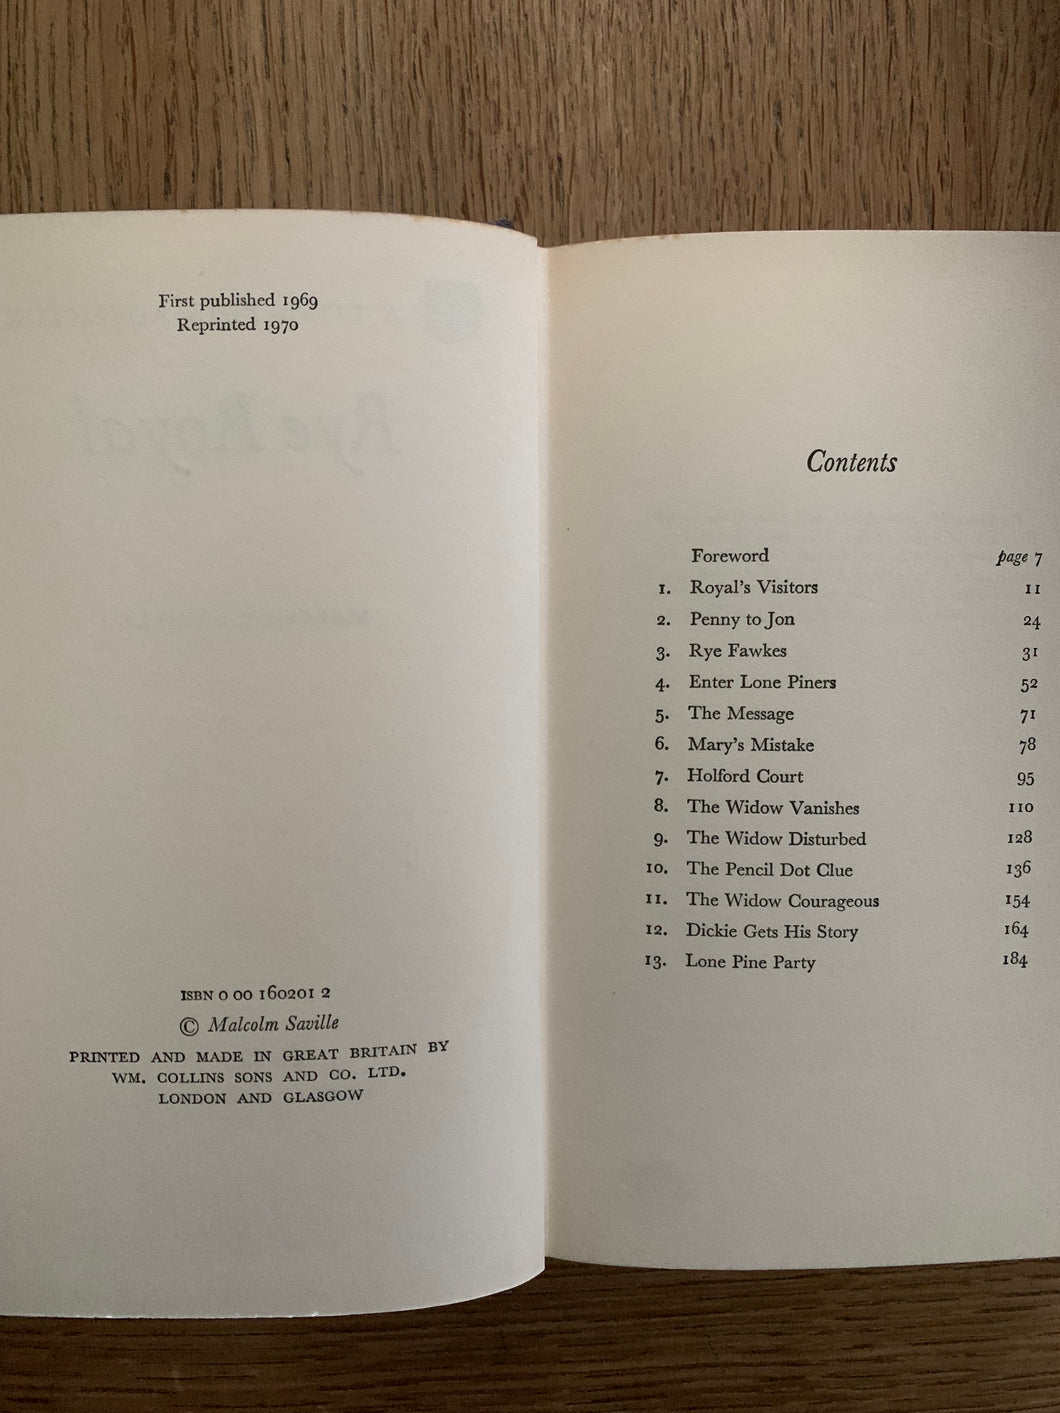 First published 1969
Reprinted 1970
Rye Royal
ISBN 0 00 160201 2
© Malcolm Saville
PRINTED AND MADE IN GREAT BRITAIN BY
WM. COLLINS SONS AND CO. LTD.
LONDON AND GLASGOW
Contents
Foreword page 7
1. Royal's Visitors 11
2. Penny to Jon 24
3. Rye Fawkes 31
4. Enter Lone Piners 52
5. The Message 71
6. Mary's Mistake 78
7. Holford Court 95
8. The Widow Vanishes 110
9. The Widow Disturbed 128
10. The Pencil Dot Clue 136
11. The Widow Courageous 154
12. Dickie Gets His Story 164
13. Lone Pine Party 184